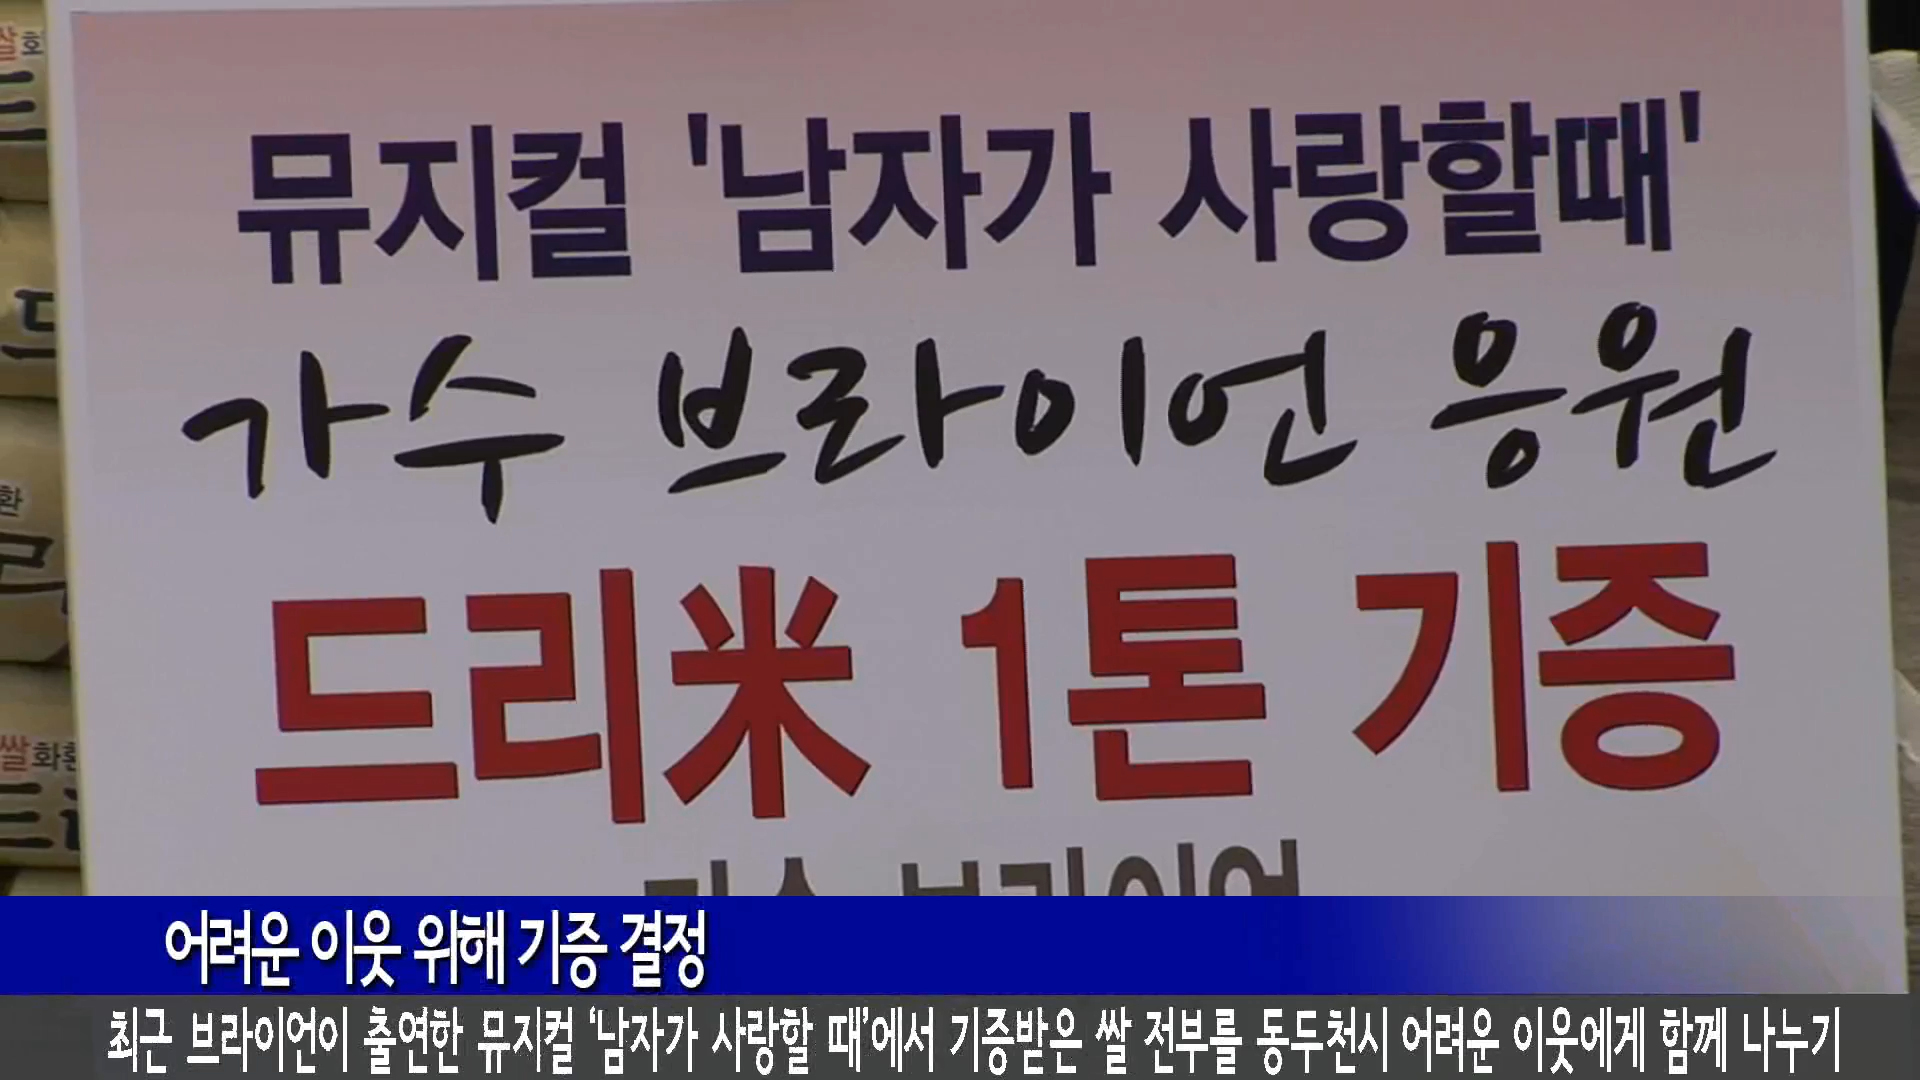 뮤지컬 '남자가 사랑할때'
가수 브라이언 응원
드리米 1톤 기증
쌀화환
어려운 이웃 위해 기증 결정
최근 브라이언이 출연한 뮤지컬 ‘남자가 사랑할 때’에서 기증받은 쌀 전부를 동두천시 어려운 이웃에게 함께 나누기